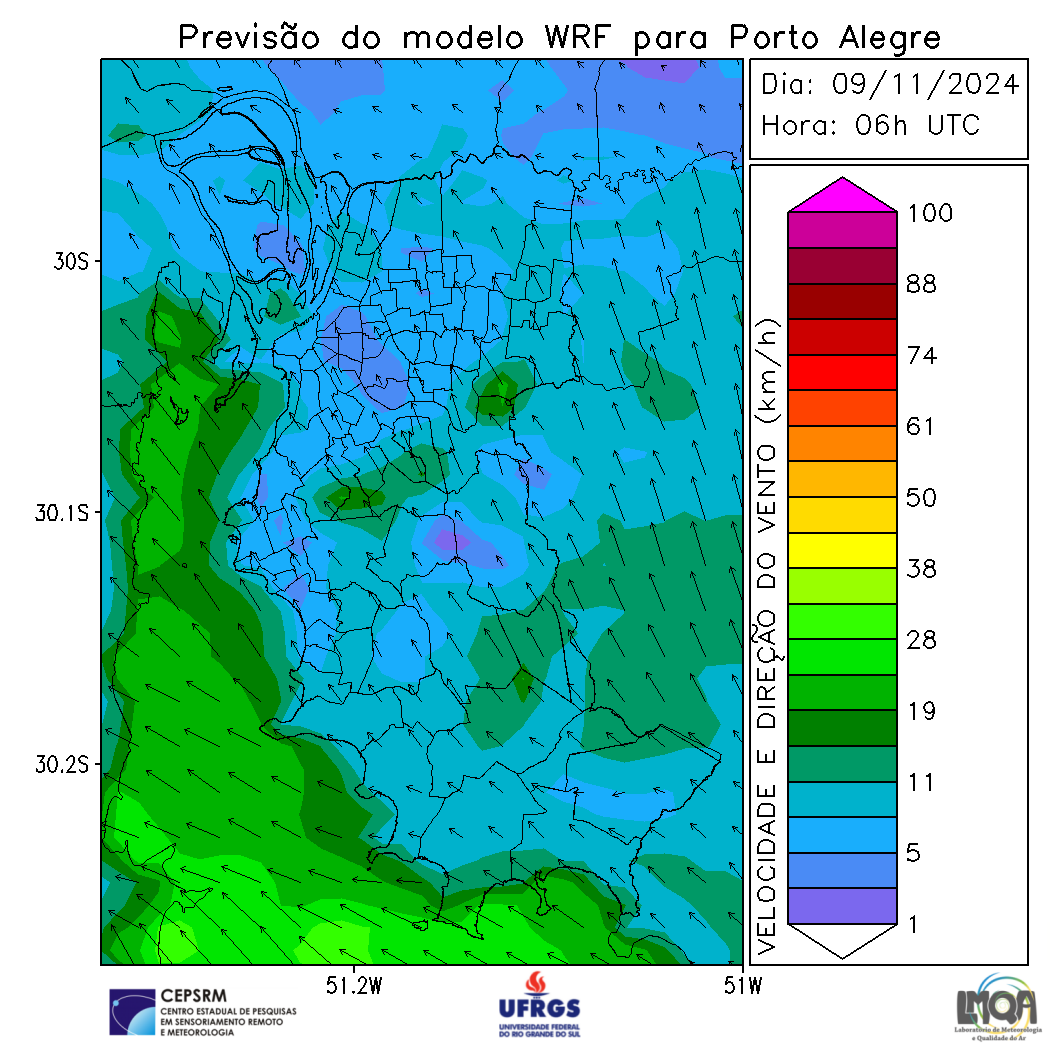 Previsão do modelo WRF para Porto Alegre
Dia: 09/11/2024
Hora: 06h UTC
30S
30.1S
30.2S
51.2W
51W
VELOCIDADE E DIREÇÃO DO VENTO (km/h)
100
88
74
61
50
38
28
19
11
5
1
CEPSRM
CENTRO ESTADUAL DE PESQUISAS
EM SENSORIAMENTO REMOTO
E METEOROLOGIA
UFRGS
UNIVERSIDADE FEDERAL
DO RIO GRANDE DO SUL
LMQA
Laboratório de Meteorologia
e Qualidade do Ar